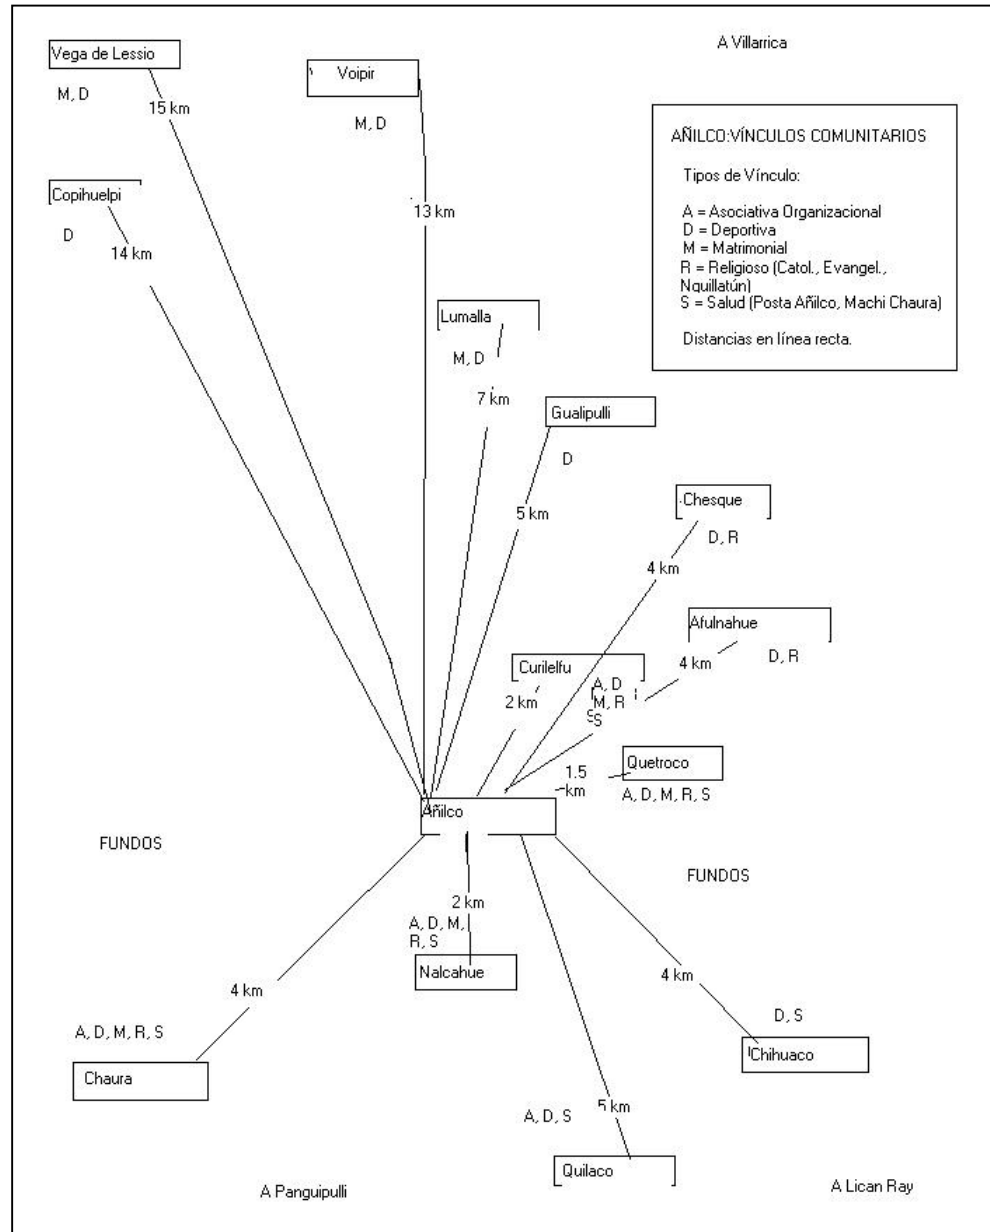 A Villarrica
Vega de Lessio
Voipir
M, D
15 km
M, D
AÑILCO:VÍNCULOS COMUNITARIOS
Tipos de Vínculo:
A = Asociativa Organizacional
D = Deportiva
M = Matrimonial
R = Religioso (Catol., Evangel.,
Nguillatún)
S = Salud (Posta Añilco, Machi Chaura)
Distancias en línea recta.
Copihuelpi
D
14 km
13 km
Lumalla
M, D
7 km
Gualipulli
D
5 km
Chesque
D, R
4 km
Afulnahue
D, R
4 km
Curilelfu
2 km
A, D
M, R
S
Quetroco
1.5
km
A, D, M, R, S
Añilco
FUNDOS
FUNDOS
2 km
A, D, M,
R, S
Nalcahue
4 km
A, D, M, R, S
Chaura
4 km
D, S
Chihuaco
A, D, S
5 km
Quilaco
A Panguipulli
A Lican Ray